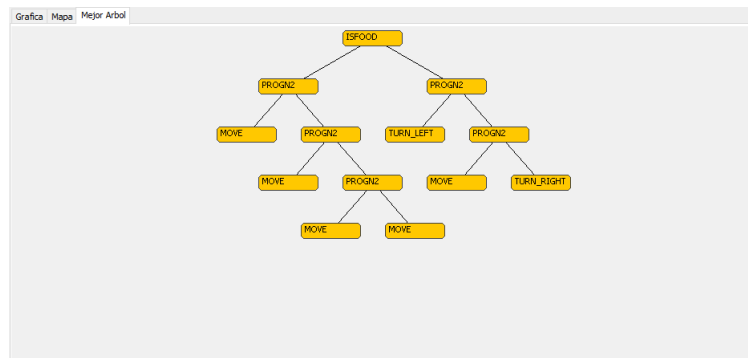 Grafica Mapa Mejor Arbol
ISFOOD
PROGN2 PROGN2
MOVE PROGN2 TURN_LEFT PROGN2
MOVE PROGN2 MOVE TURN_RIGHT
MOVE MOVE